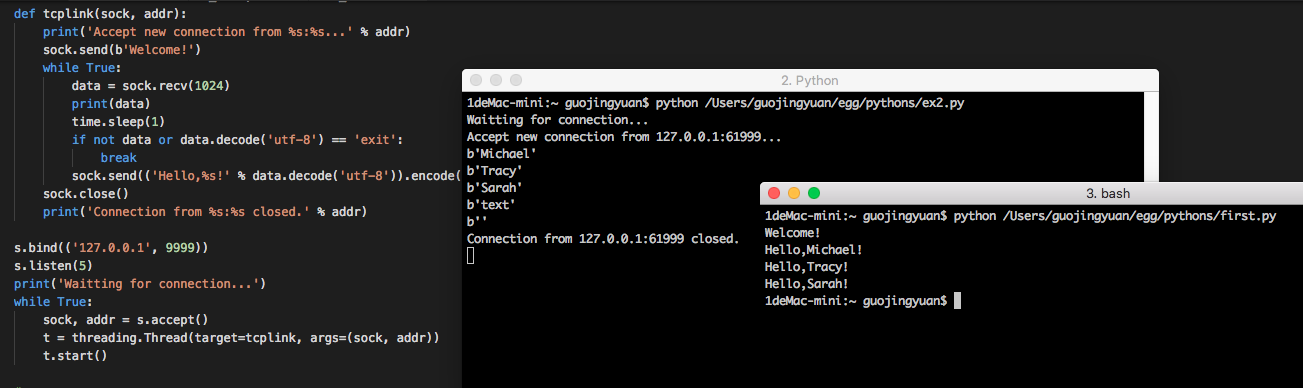 def tcplink(sock, addr):
print('Accept new connection from %s:%s...' % addr)
sock.send(b'Welcome!')
while True:
data = sock.recv(1024)
print(data)
time.sleep(1)
if not data or data.decode('utf-8') == 'exit':
break
sock.send(('Hello,%s!' % data.decode('utf-8')).encode(
sock.close()
print('Connection from %s:%s closed.' % addr)
s.bind(('127.0.0.1', 9999))
s.listen(5)
print('Waitting for connection...')
while True:
sock, addr = s.accept()
t = threading.Thread(target=tcplink, args=(sock, addr))
t.start()
2. Python
1deMac-mini:~ guojingyuan$ python /Users/guojingyuan/egg/pythons/ex2.py
Waitting for connection...
Accept new connection from 127.0.0.1:61999...
b'Michael'
b'Tracy'
b'Sarah'
b'text'
b''
Connection from 127.0.0.1:61999 closed.
3. bash
1deMac-mini:~ guojingyuan$ python /Users/guojingyuan/egg/pythons/first.py
Welcome!
Hello,Michael!
Hello,Tracy!
Hello,Sarah!
1deMac-mini:~ guojingyuan$